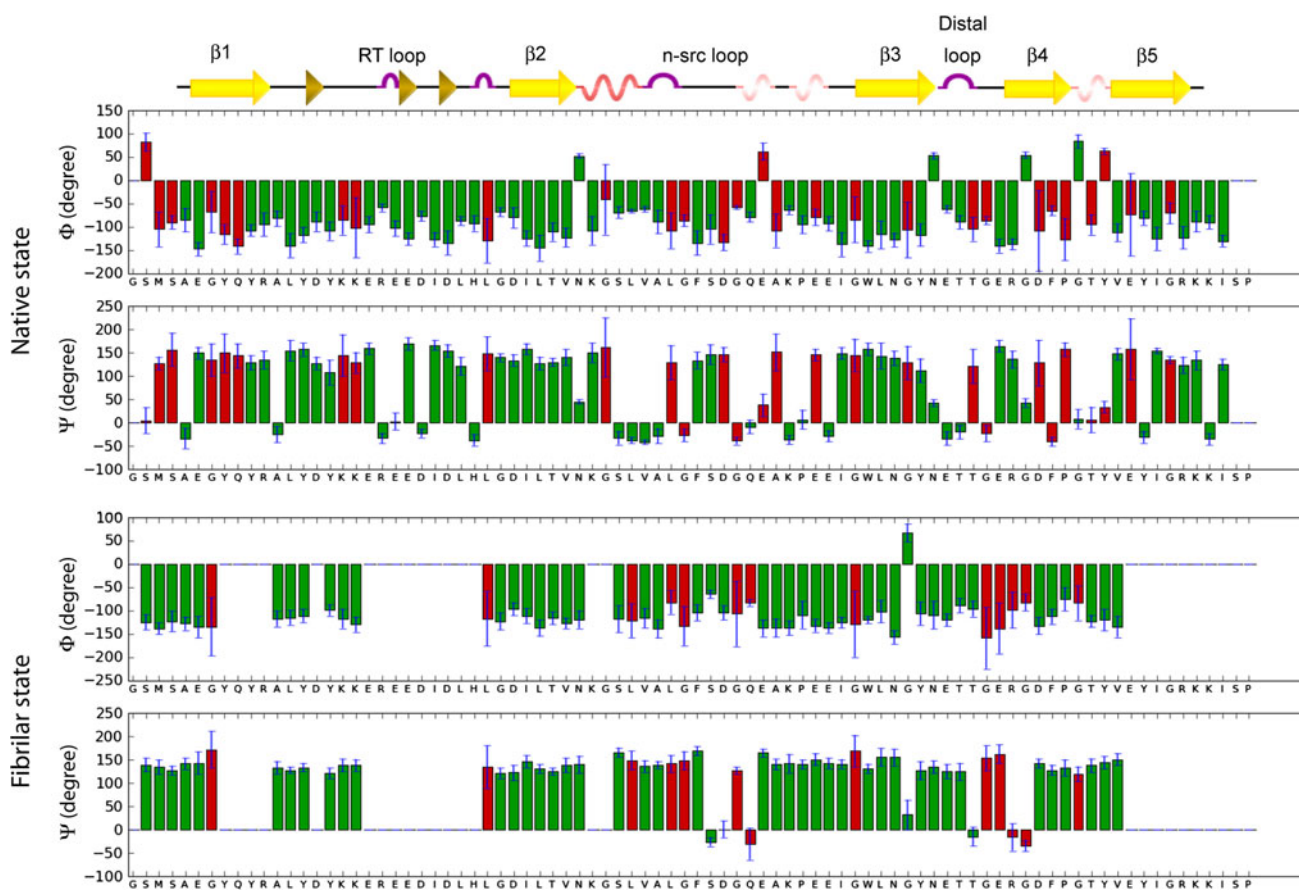 Distal
β1 RT loop β2 n-src loop β3 loop β4 β5
Native state
Φ (degree)
150
100
50
0
−50
−100
−150
−200
G S M S A E G Y Q Y R A L Y D Y K K E R E E D I D L H L G D I L T V N K G S L V A L G F S D G Q E A K P E E I G W L N G Y N E T T G E R G D F P G T Y V E Y I G R K K I S P
Ψ (degree)
250
200
150
100
50
0
−50
−100
G S M S A E G Y Q Y R A L Y D Y K K E R E E D I D L H L G D I L T V N K G S L V A L G F S D G Q E A K P E E I G W L N G Y N E T T G E R G D F P G T Y V E Y I G R K K I S P
Fibrilar state
Φ (degree)
100
50
0
−50
−100
−150
−200
−250
G S M S A E G Y Q Y R A L Y D Y K K E R E E D I D L H L G D I L T V N K G S L V A L G F S D G Q E A K P E E I G W L N G Y N E T T G E R G D F P G T Y V E Y I G R K K I S P
Ψ (degree)
250
200
150
100
50
0
−50
−100
G S M S A E G Y Q Y R A L Y D Y K K E R E E D I D L H L G D I L T V N K G S L V A L G F S D G Q E A K P E E I G W L N G Y N E T T G E R G D F P G T Y V E Y I G R K K I S P